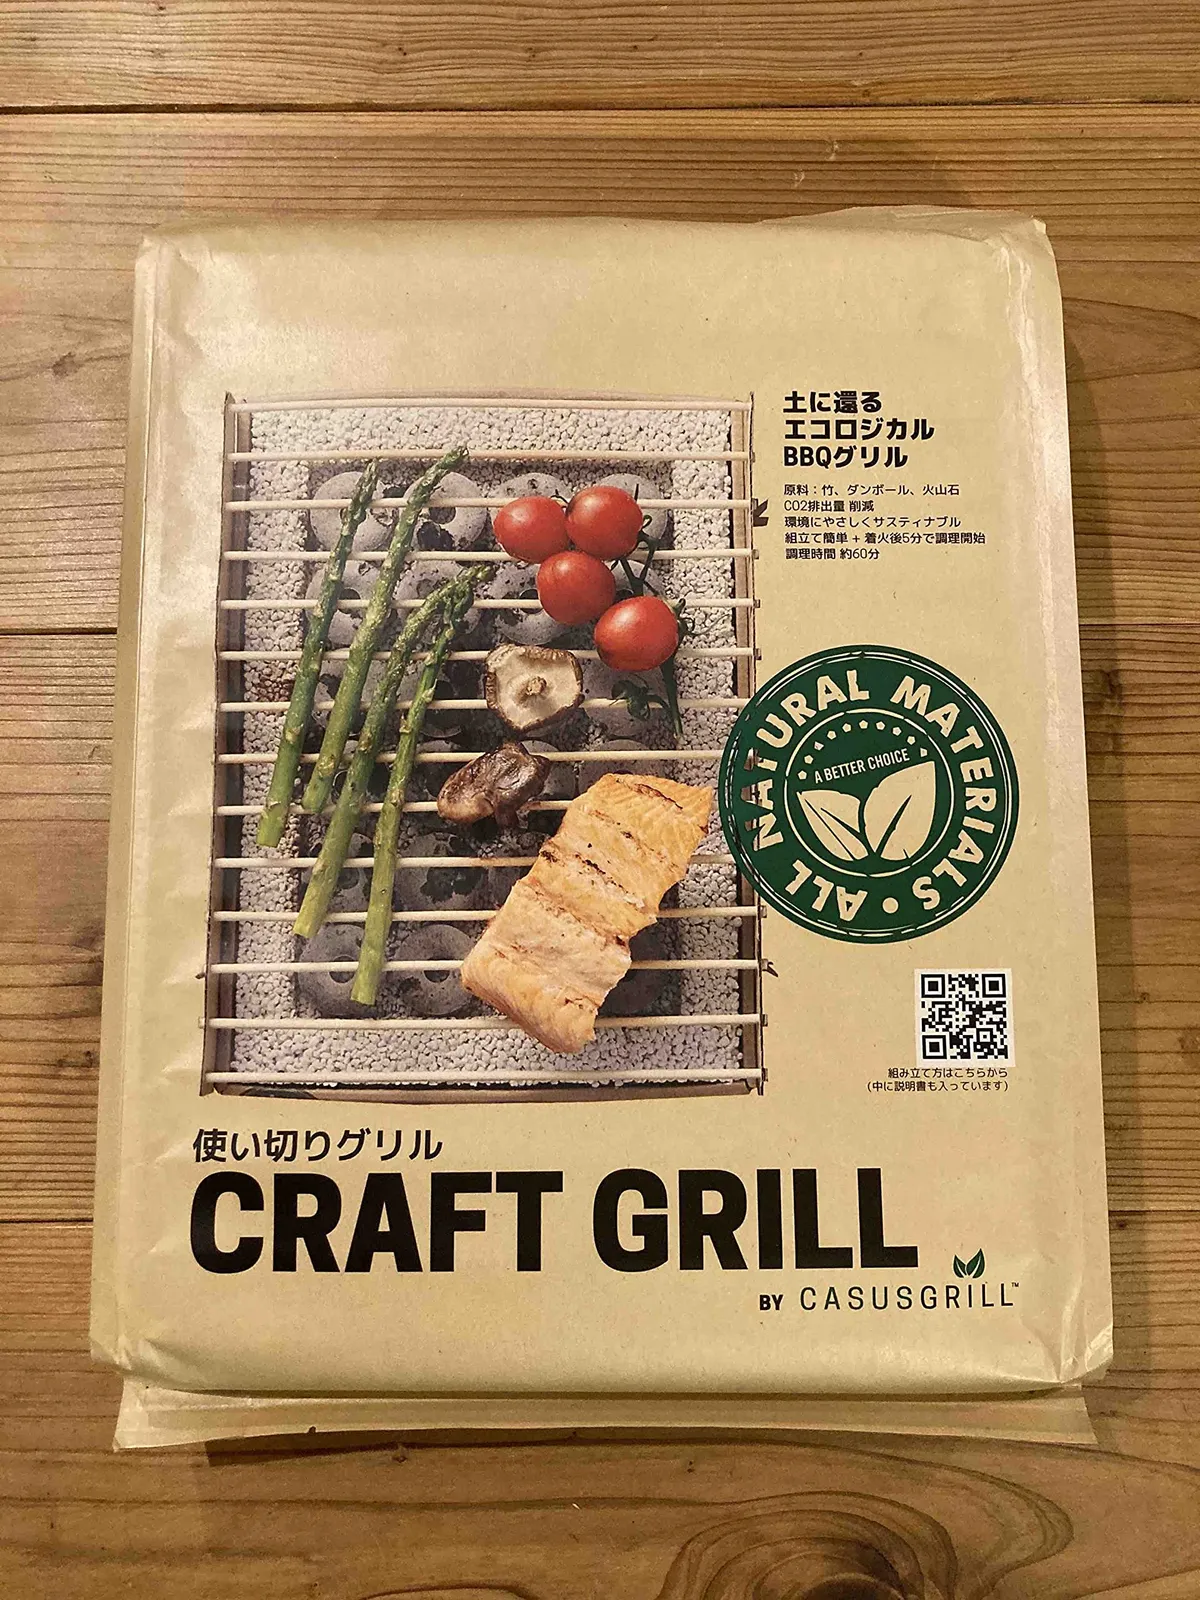 土に還る
エコロジカル
BBQグリル
原料：竹、ダンボール、火山石
CO2排出量 削減
環境にやさしくサスティナブル
組立て簡単 + 着火後5分で調理開始
調理時間 約60分
ALL NATURAL MATERIALS •
A BETTER CHOICE
組み立て方はこちらから
(中に説明書も入っています)
使い切りグリル
CRAFT GRILL
BY CASUSGRILL™